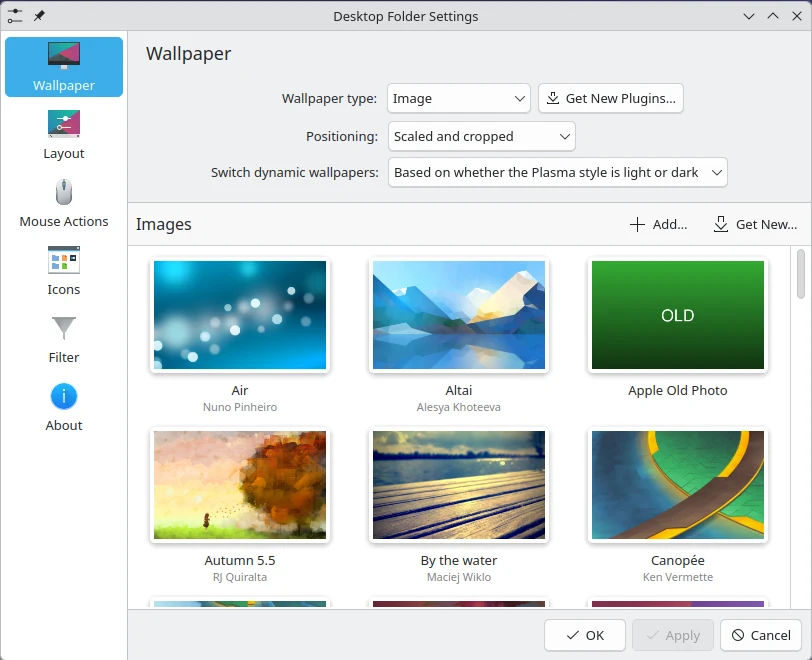 Desktop Folder Settings
Wallpaper
Layout
Mouse Actions
Icons
Filter
About
Wallpaper
Wallpaper type: Image Get New Plugins...
Positioning: Scaled and cropped
Switch dynamic wallpapers: Based on whether the Plasma style is light or dark
Images Add... Get New...
OLD
Air Altai Apple Old Photo
Nuno Pinheiro Alesya Khoteeva
Autumn 5.5 By the water Canopée
RJ Quiralta Maciej Wiklo Ken Vermette
OK Apply Cancel